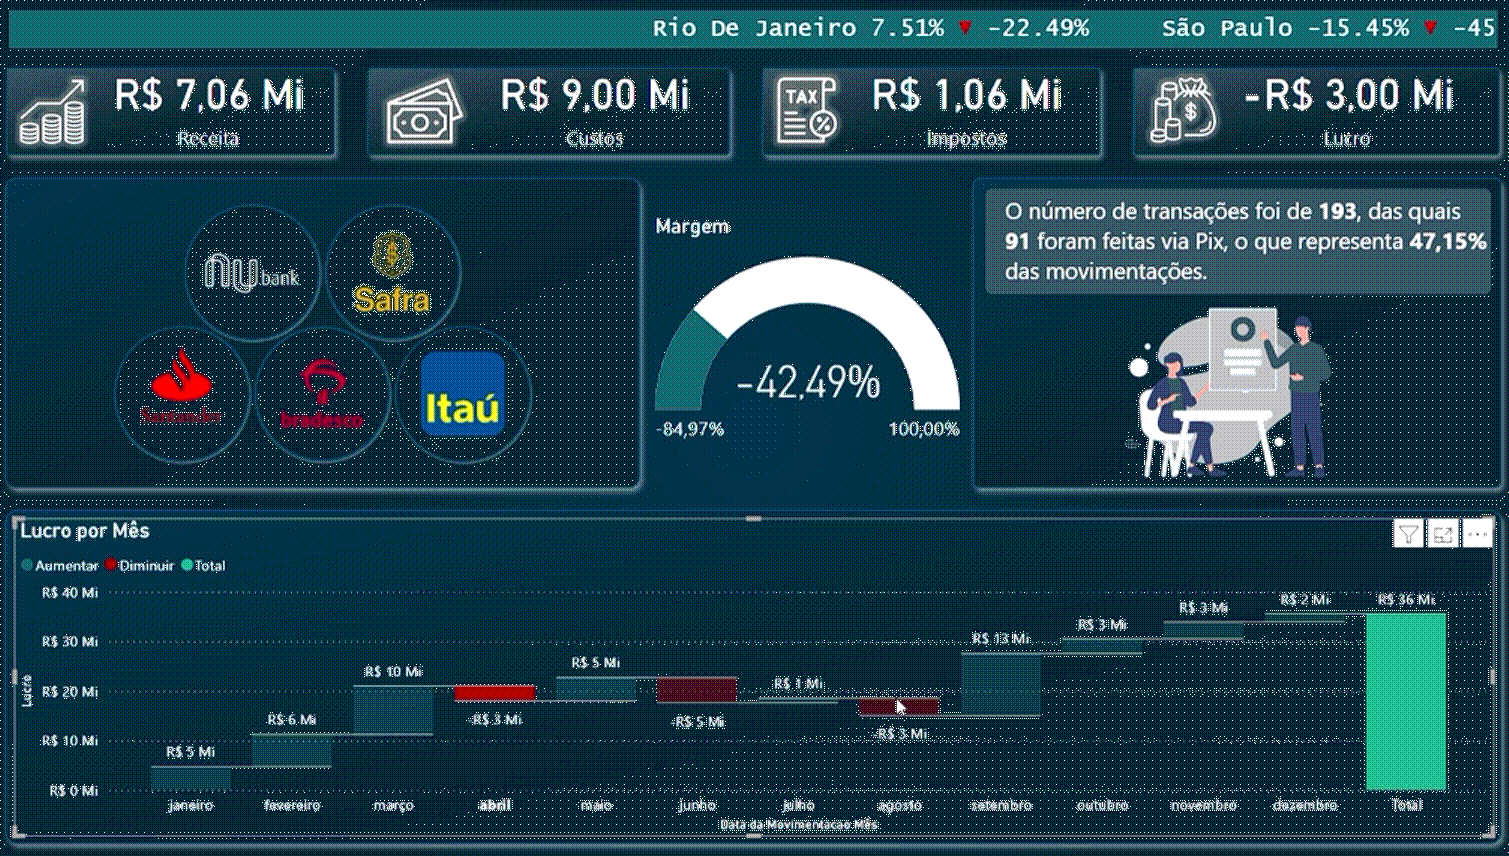 Rio De Janeiro 7.51% ▼ -22.49% São Paulo -15.45% ▼ -45
R$ 7,06 Mi
Receita
R$ 9,00 Mi
Custos
TAX
R$ 1,06 Mi
Impostos
-R$ 3,00 Mi
Lucro
nu bank
Safra
Santander
bradesco
Itaú
Margem
-42,49%
-84,97%
100,00%
O número de transações foi de 193, das quais
91 foram feitas via Pix, o que representa 47,15%
das movimentações.
Lucro por Mês
Aumentar Diminuir Total
R$ 40 Mi
R$ 30 Mi
R$ 20 Mi
R$ 10 Mi
R$ 0 Mi
Lucro
R$ 5 Mi
R$ 6 Mi
R$ 10 Mi
-R$ 3 Mi
R$ 5 Mi
-R$ 5 Mi
R$ 1 Mi
-R$ 3 Mi
R$ 13 Mi
R$ 3 Mi
R$ 3 Mi
R$ 2 Mi
R$ 36 Mi
janeiro fevereiro março abril maio junho julho agosto setembro outubro novembro dezembro Total
Data da Movimentacao Mês